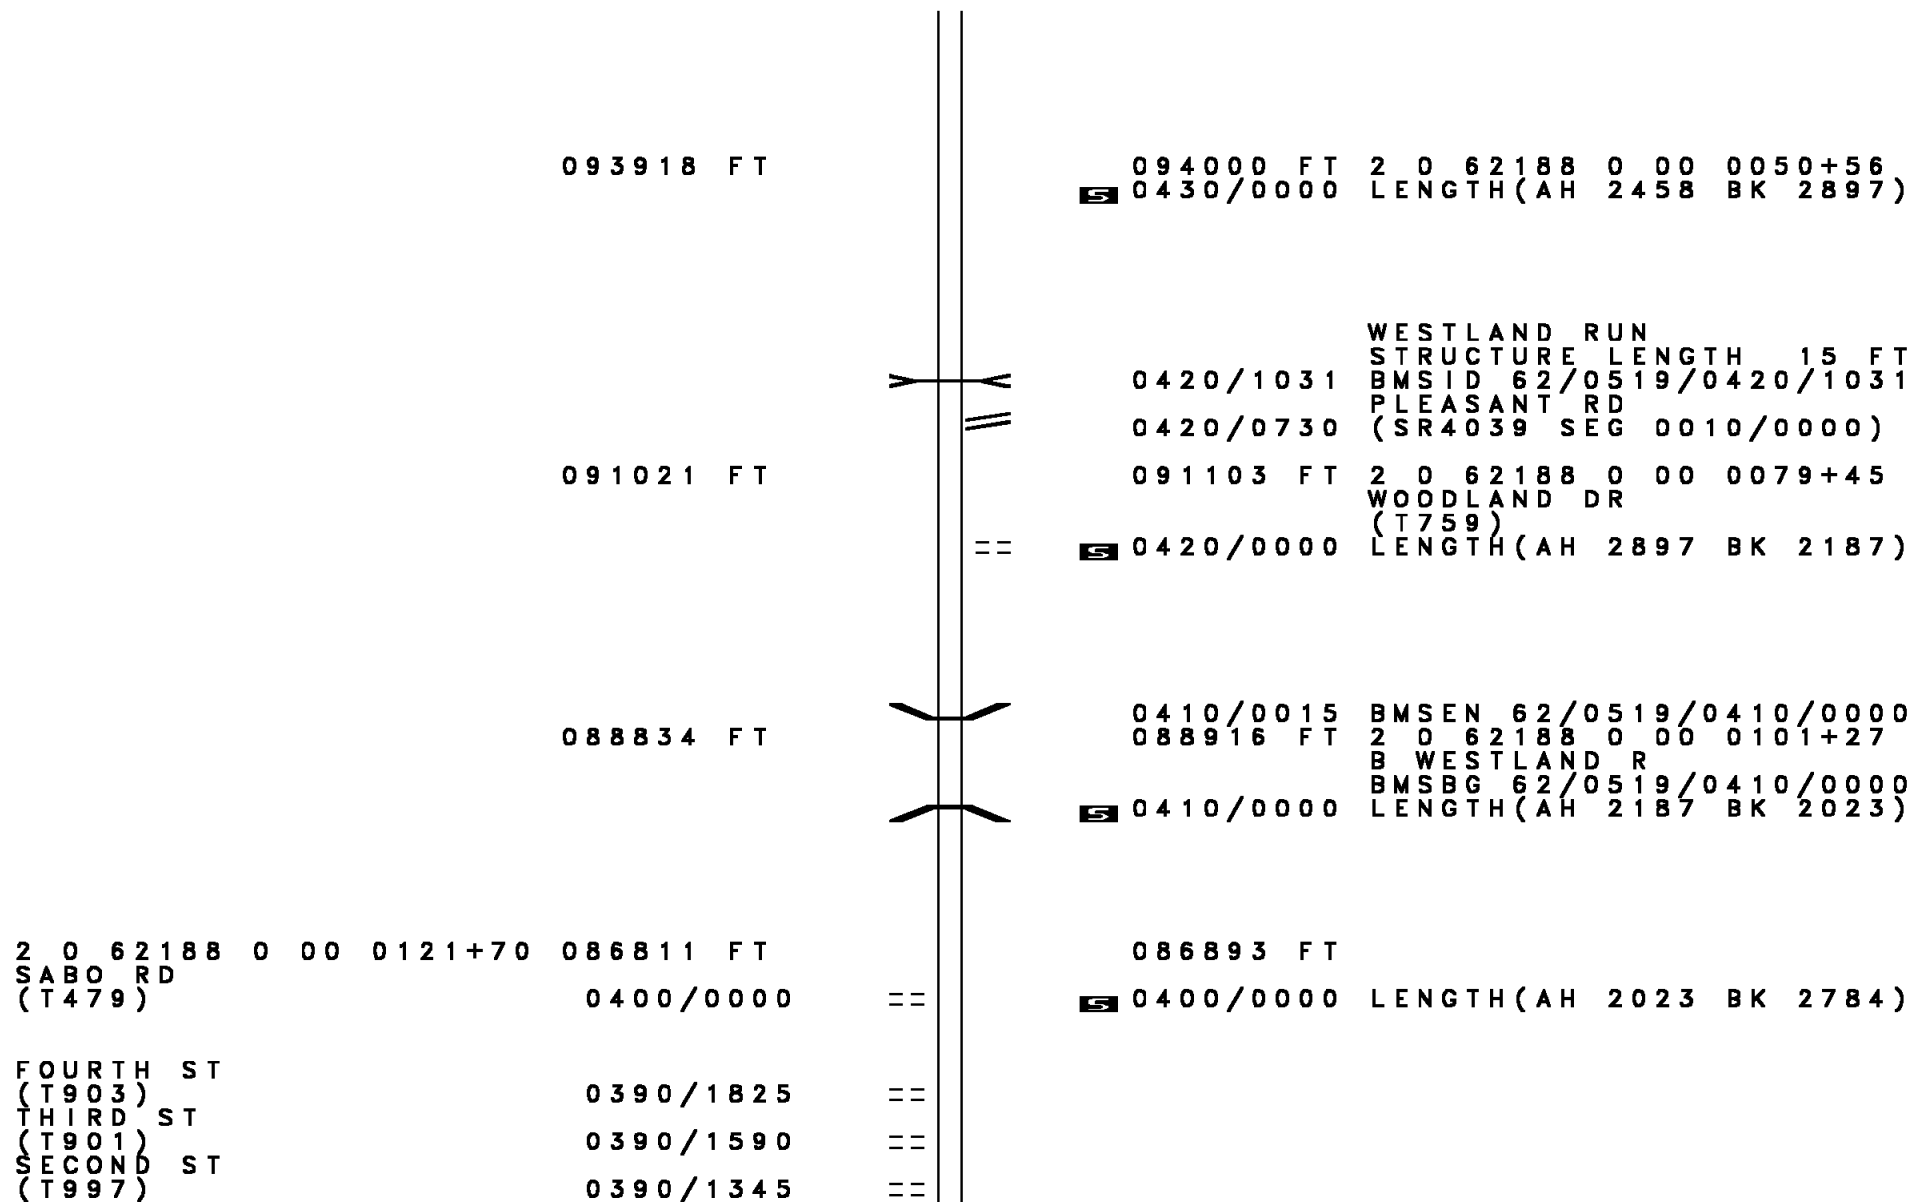 093918 FT 094000 FT 2 0 62188 0 00 0050+56
S 0430/0000 LENGTH(AH 2458 BK 2897)
WESTLAND RUN
STRUCTURE LENGTH 15 FT
0420/1031 BMSID 62/0519/0420/1031
PLEASANT RD
0420/0730 (SR4039 SEG 0010/0000)
091021 FT 091103 FT 2 0 62188 0 00 0079+45
WOODLAND DR
(T759)
== S 0420/0000 LENGTH(AH 2897 BK 2187)
0410/0015 BMSEN 62/0519/0410/0000
088834 FT 088916 FT 2 0 62188 0 00 0101+27
B WESTLAND R
BMSBG 62/0519/0410/0000
S 0410/0000 LENGTH(AH 2187 BK 2023)
2 0 62188 0 00 0121+70 086811 FT 086893 FT
SABO RD
(T479) 0400/0000 == S 0400/0000 LENGTH(AH 2023 BK 2784)
FOURTH ST
(T903) 0390/1825 ==
THIRD ST
(T901) 0390/1590 ==
SECOND ST
(T997) 0390/1345 ==